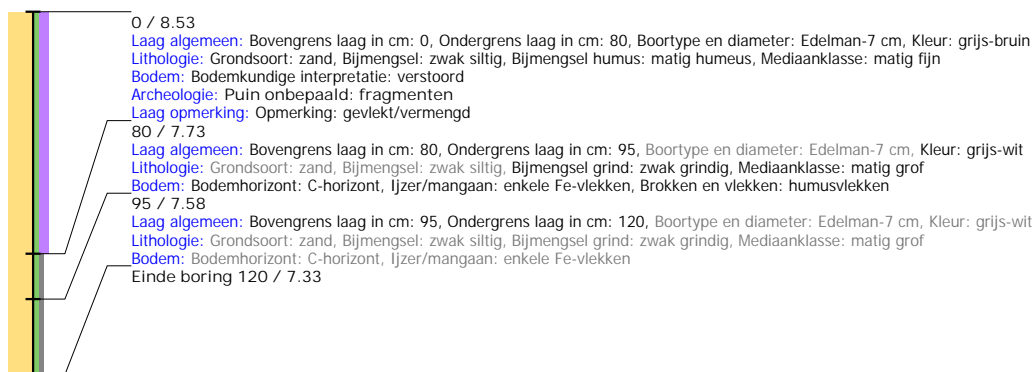 0 / 8.53
Laag algemeen: Bovengrens laag in cm: 0, Ondergrens laag in cm: 80, Boortype en diameter: Edelman-7 cm, Kleur: grijs-bruin
Lithologie: Grondsoort: zand, Bijmengsel: zwak siltig, Bijmengsel humus: matig humeus, Mediaanklasse: matig fijn
Bodem: Bodemkundige interpretatie: verstoord
Archeologie: Puin onbepaald: fragmenten
Laag opmerking: Opmerking: gevlekt/vermengd
80 / 7.73
Laag algemeen: Bovengrens laag in cm: 80, Ondergrens laag in cm: 95, Boortype en diameter: Edelman-7 cm, Kleur: grijs-wit
Lithologie: Grondsoort: zand, Bijmengsel: zwak siltig, Bijmengsel grind: zwak grindig, Mediaanklasse: matig grof
Bodem: Bodemhorizont: C-horizont, Ijzer/mangaan: enkele Fe-vlekken, Brokken en vlekken: humusvlekken
95 / 7.58
Laag algemeen: Bovengrens laag in cm: 95, Ondergrens laag in cm: 120, Boortype en diameter: Edelman-7 cm, Kleur: grijs-wit
Lithologie: Grondsoort: zand, Bijmengsel: zwak siltig, Bijmengsel grind: zwak grindig, Mediaanklasse: matig grof
Bodem: Bodemhorizont: C-horizont, Ijzer/mangaan: enkele Fe-vlekken
Einde boring 120 / 7.33